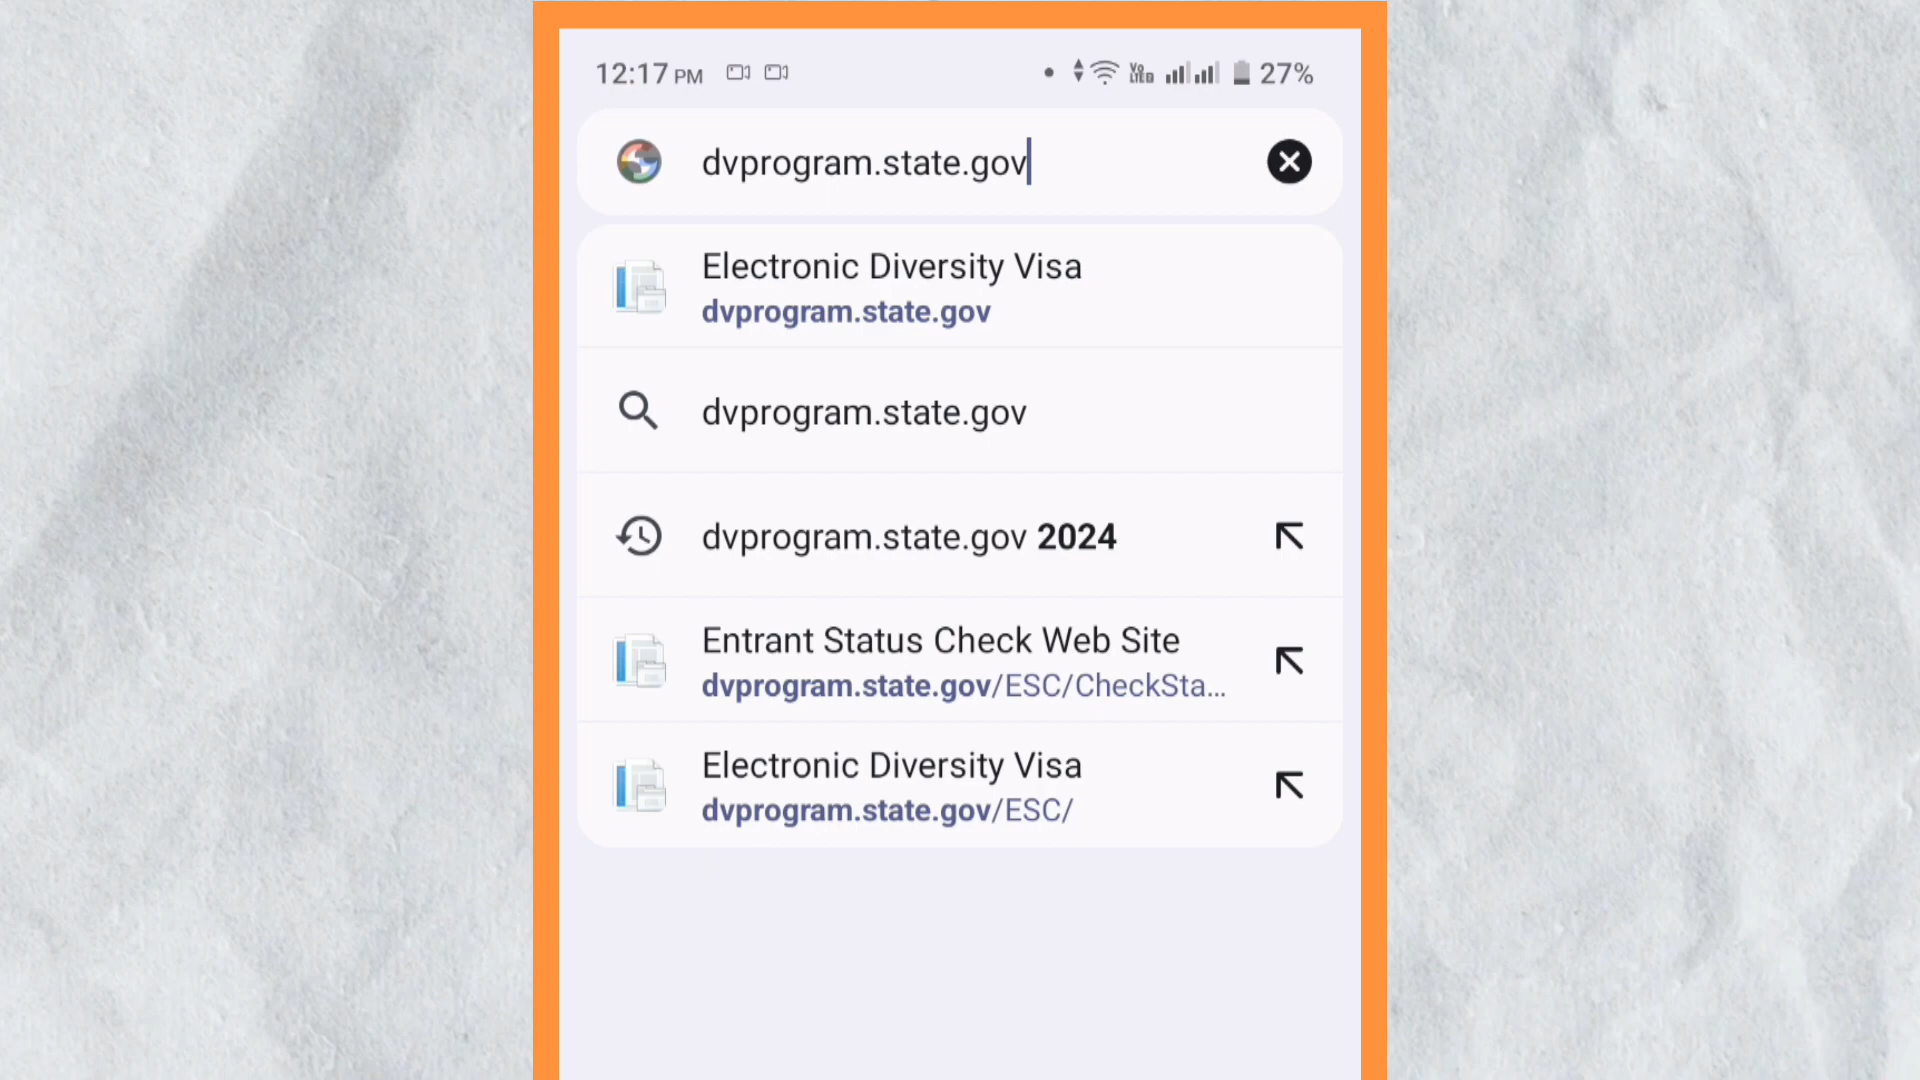 12:17 PM
27%
dvprogram.state.gov
Electronic Diversity Visa
dvprogram.state.gov
dvprogram.state.gov
dvprogram.state.gov 2024
Entrant Status Check Web Site
dvprogram.state.gov/ESC/CheckSta...
Electronic Diversity Visa
dvprogram.state.gov/ESC/